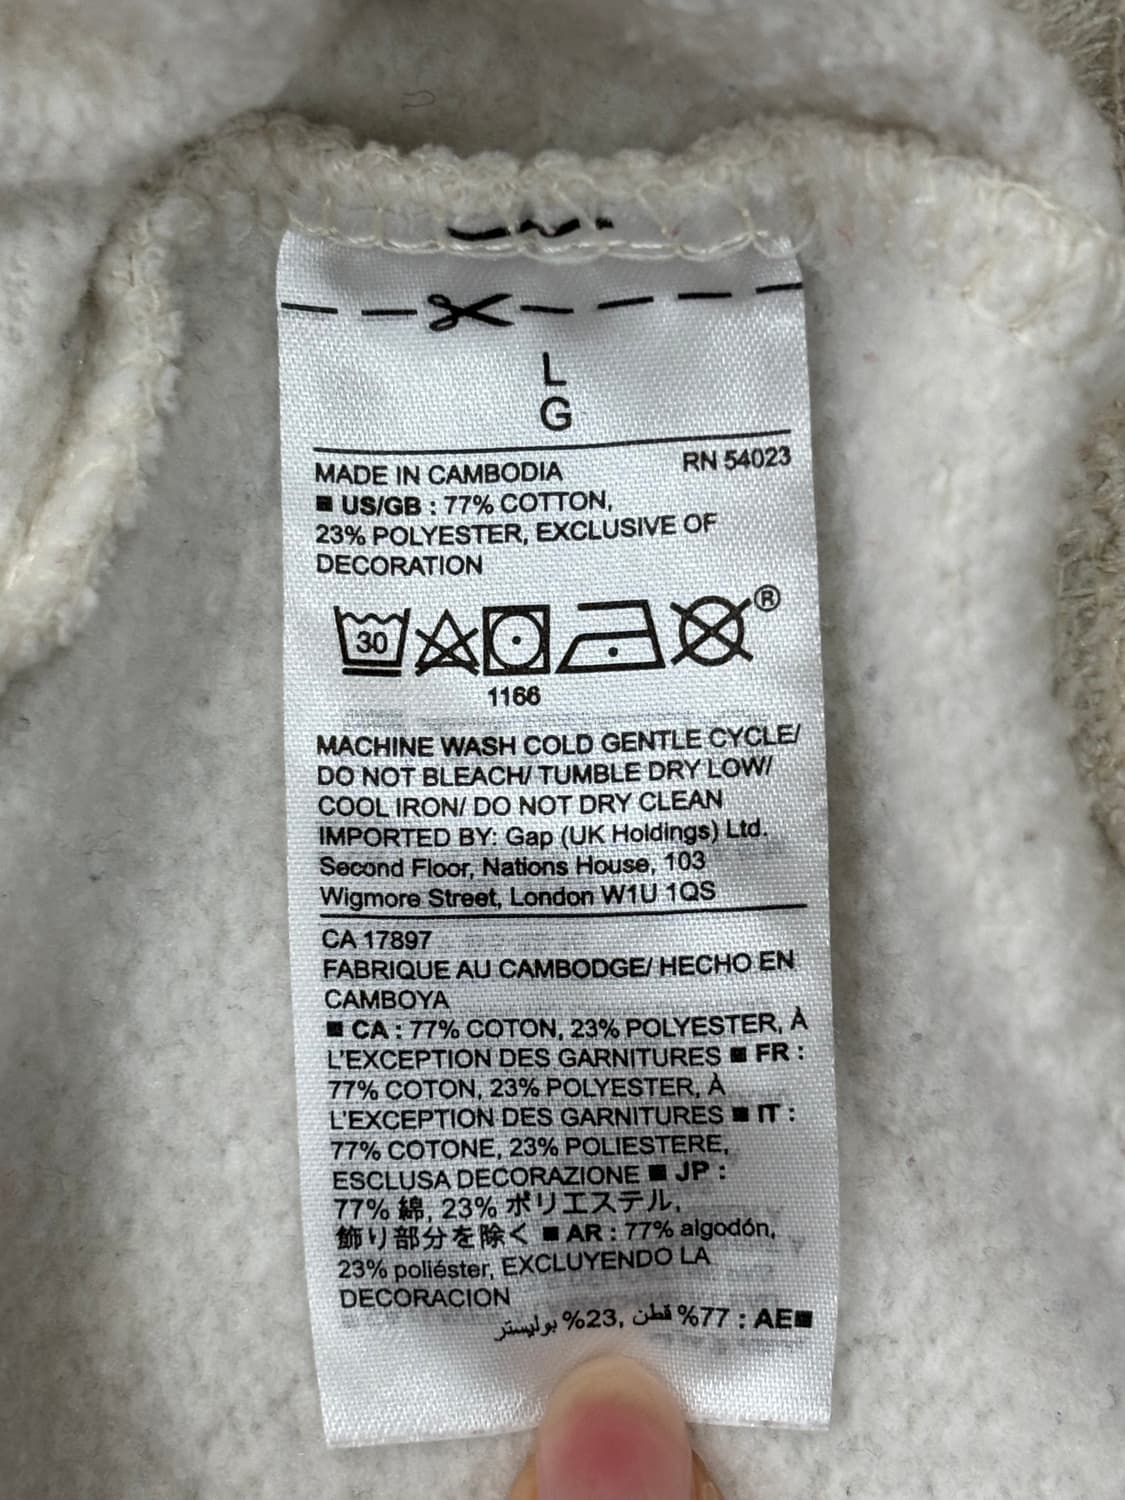 L
G
MADE IN CAMBODIA RN 54023
■ US/GB : 77% COTTON,
23% POLYESTER, EXCLUSIVE OF
DECORATION
30
®
1166
MACHINE WASH COLD GENTLE CYCLE/
DO NOT BLEACH/ TUMBLE DRY LOW/
COOL IRON/ DO NOT DRY CLEAN
IMPORTED BY: Gap (UK Holdings) Ltd.
Second Floor, Nations House, 103
Wigmore Street, London W1U 1QS
CA 17897
FABRIQUE AU CAMBODGE/ HECHO EN
CAMBOYA
■ CA : 77% COTON, 23% POLYESTER, À
L'EXCEPTION DES GARNITURES ■ FR :
77% COTON, 23% POLYESTER, À
L'EXCEPTION DES GARNITURES ■ IT :
77% COTONE, 23% POLIESTERE,
ESCLUSA DECORAZIONE ■ JP :
77% 綿, 23% ポリエステル,
飾り部分を除く ■ AR : 77% algodón,
23% poliéster, EXCLUYENDO LA
DECORACION
■AE : 77% قطن, 23% بوليستر